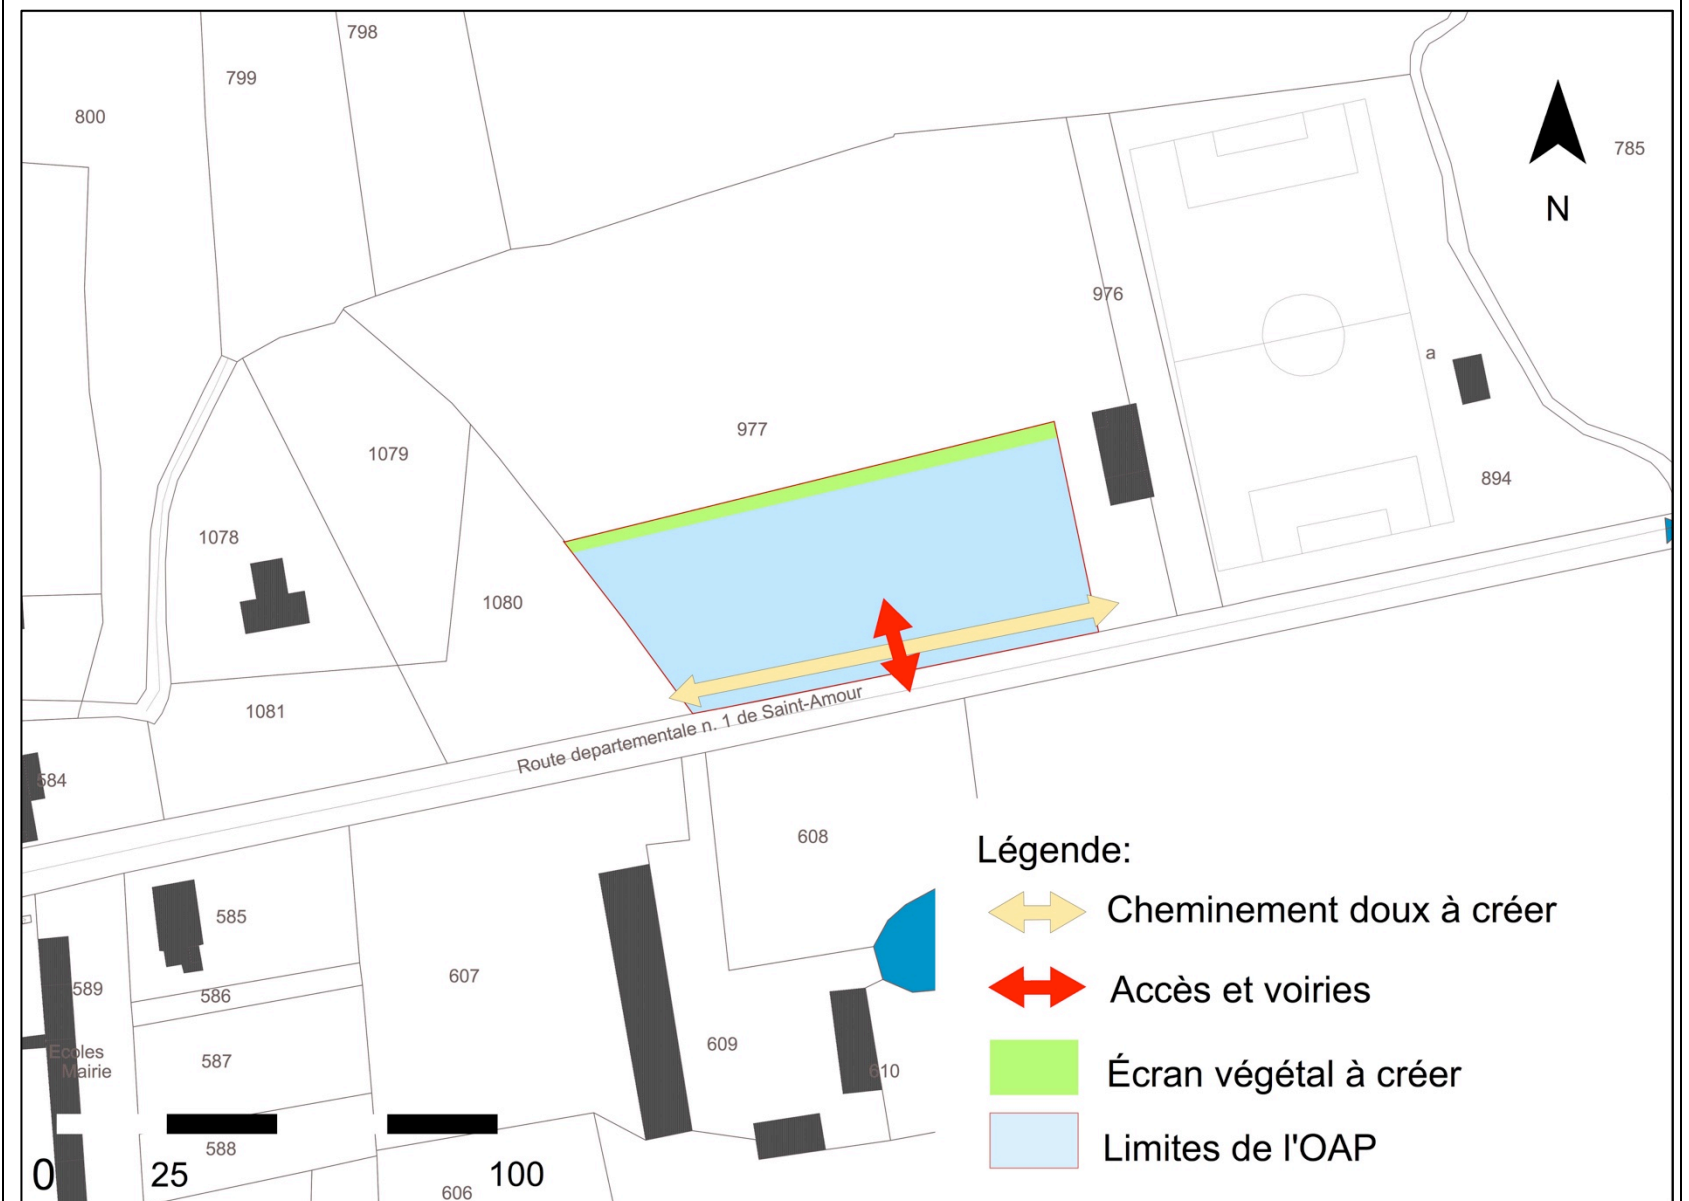 798
799
800
785
N
976
a
977
1079
894
1078
1080
1081
Route departementale n. 1 de Saint-Amour
584
608
Légende:
Cheminement doux à créer
585
607
589
586
Accès et voiries
609
Ecoles
Mairie
587
610
Écran végétal à créer
588
Limites de l'OAP
0 25 100
606